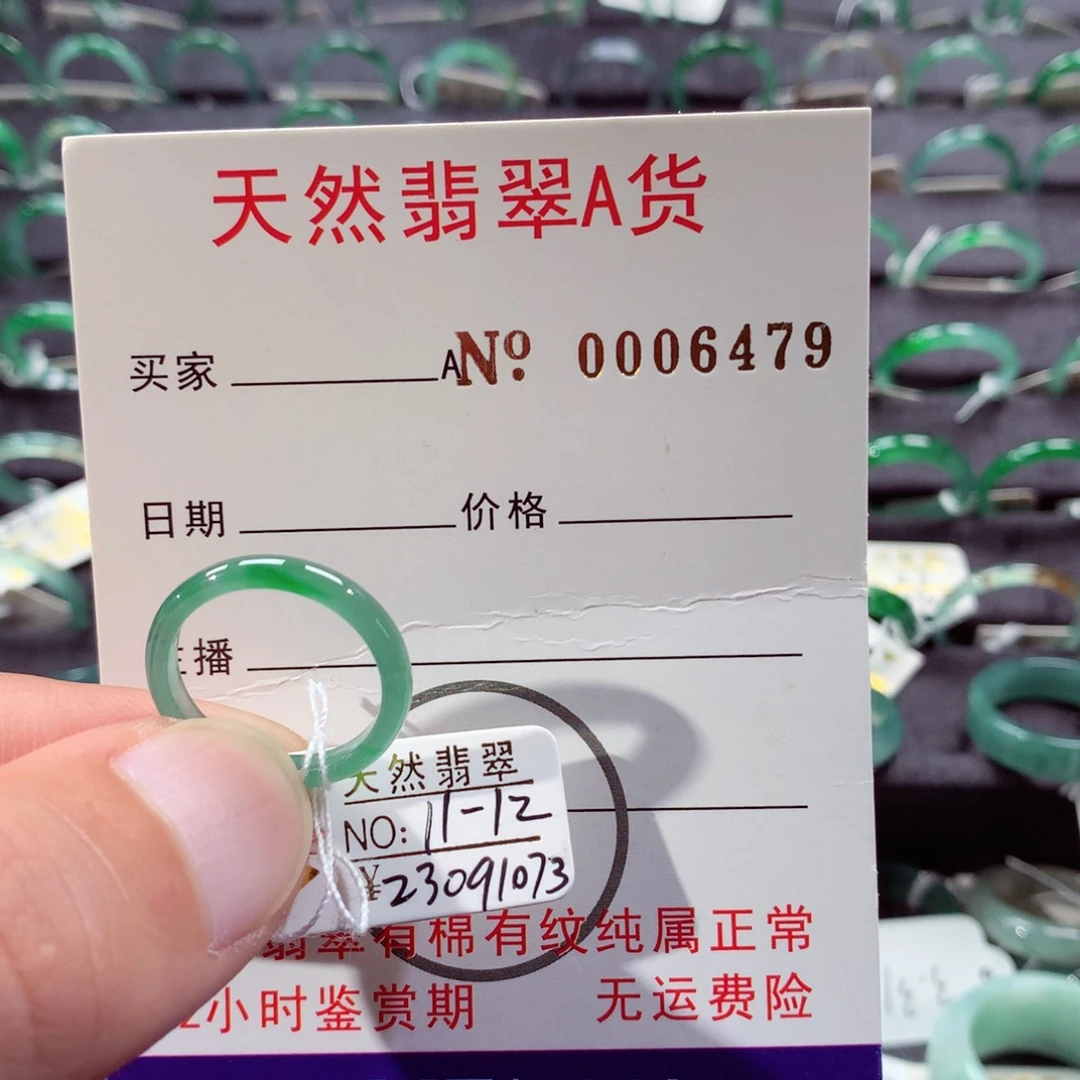 天然翡翠A货
买家 A№ 0006479
日期 价格
播
天然翡翠
NO: 11-12
¥23091073
翡翠有棉有纹纯属正常
小时鉴赏期 无运费险